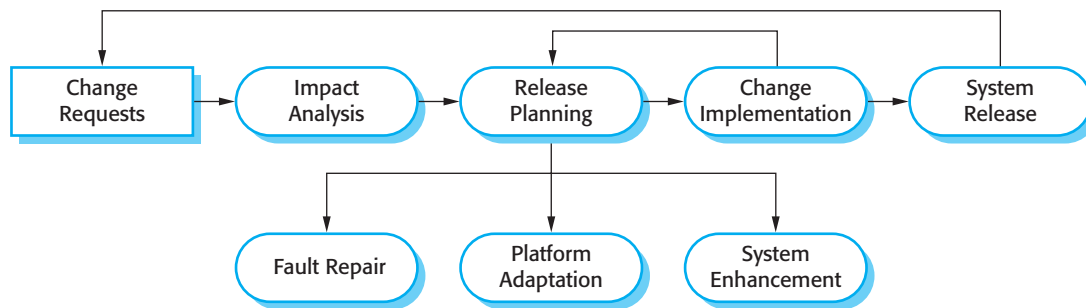 Change
Requests
Impact
Analysis
Release
Planning
Change
Implementation
System
Release
Fault Repair
Platform
Adaptation
System
Enhancement